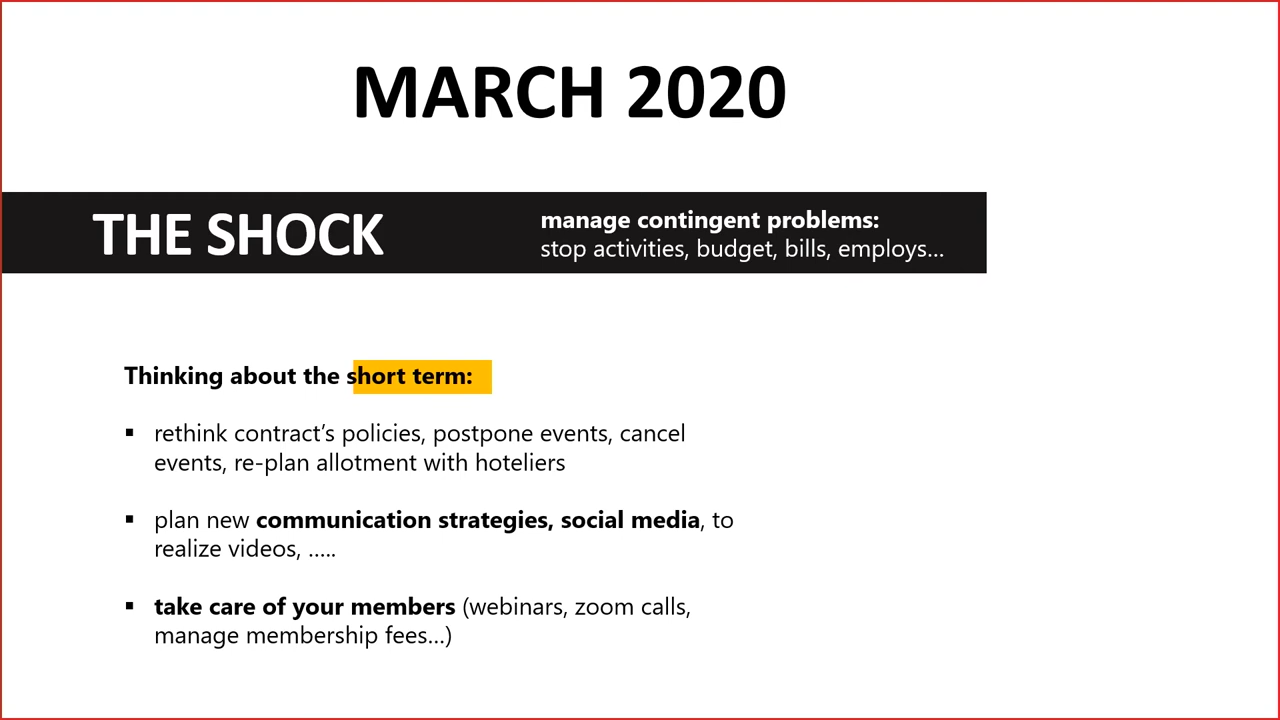 MARCH 2020
THE SHOCK
manage contingent problems:
stop activities, budget, bills, employs...
Thinking about the short term:
▪ rethink contract’s policies, postpone events, cancel
events, re-plan allotment with hoteliers
▪ plan new communication strategies, social media, to
realize videos, …..
▪ take care of your members (webinars, zoom calls,
manage membership fees…)